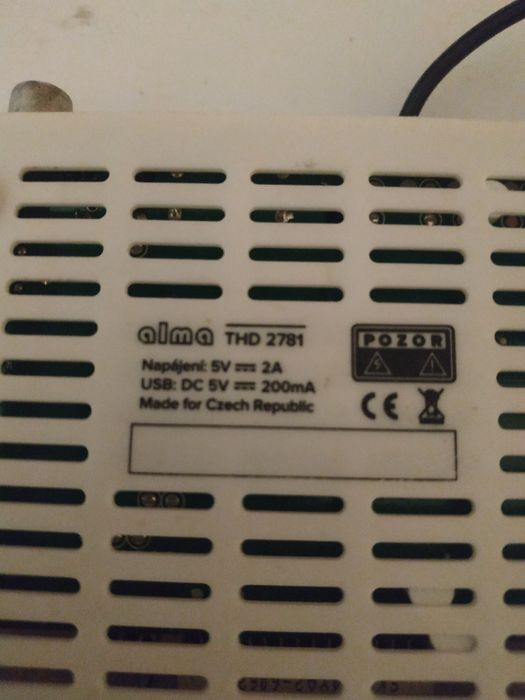 alma THD 2781
POZOR
Napájení: 5V ⎓ 2A
USB: DC 5V ⎓ 200mA
Made for Czech Republic
CE